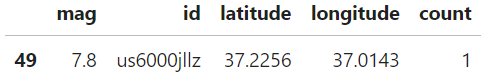 mag id latitude longitude count
49 7.8 us6000jllz 37.2256 37.0143 1